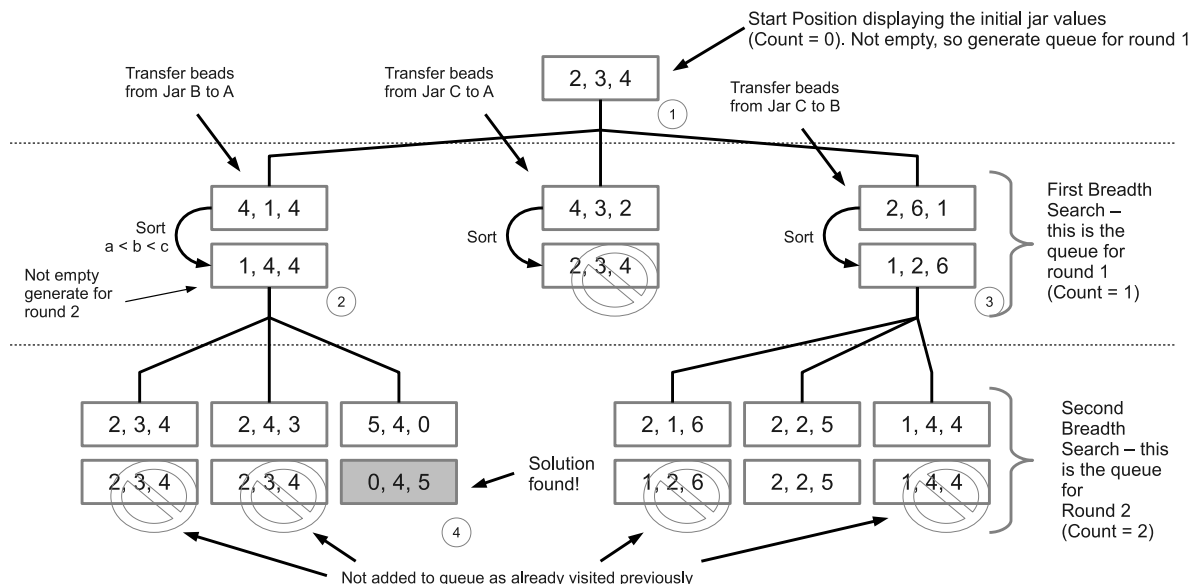 Start Position displaying the initial jar values
(Count = 0). Not empty, so generate queue for round 1
2, 3, 4
1
Transfer beads
from Jar B to A
Transfer beads
from Jar C to A
Transfer beads
from Jar C to B
4, 1, 4
4, 3, 2
2, 6, 1
Sort
a < b < c
Sort
Sort
1, 4, 4
2, 3, 4
1, 2, 6
Not empty
generate for
round 2
2
3
First Breadth
Search –
this is the
queue for
round 1
(Count = 1)
2, 3, 4
2, 4, 3
5, 4, 0
2, 1, 6
2, 2, 5
1, 4, 4
2, 3, 4
2, 3, 4
0, 4, 5
Solution
found!
1, 2, 6
2, 2, 5
1, 4, 4
4
Second
Breadth
Search – this
is the queue
for
Round 2
(Count = 2)
Not added to queue as already visited previously